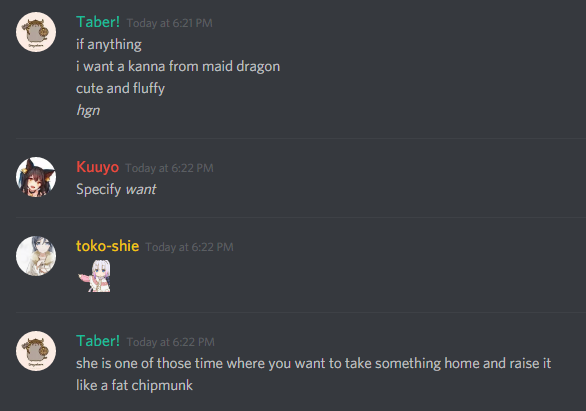 Taber! Today at 6:21 PM
if anything
i want a kanna from maid dragon
cute and fluffy
hgn
Kuuyo Today at 6:22 PM
Specify want
toko-shie Today at 6:22 PM
Taber! Today at 6:22 PM
she is one of those time where you want to take something home and raise it
like a fat chipmunk